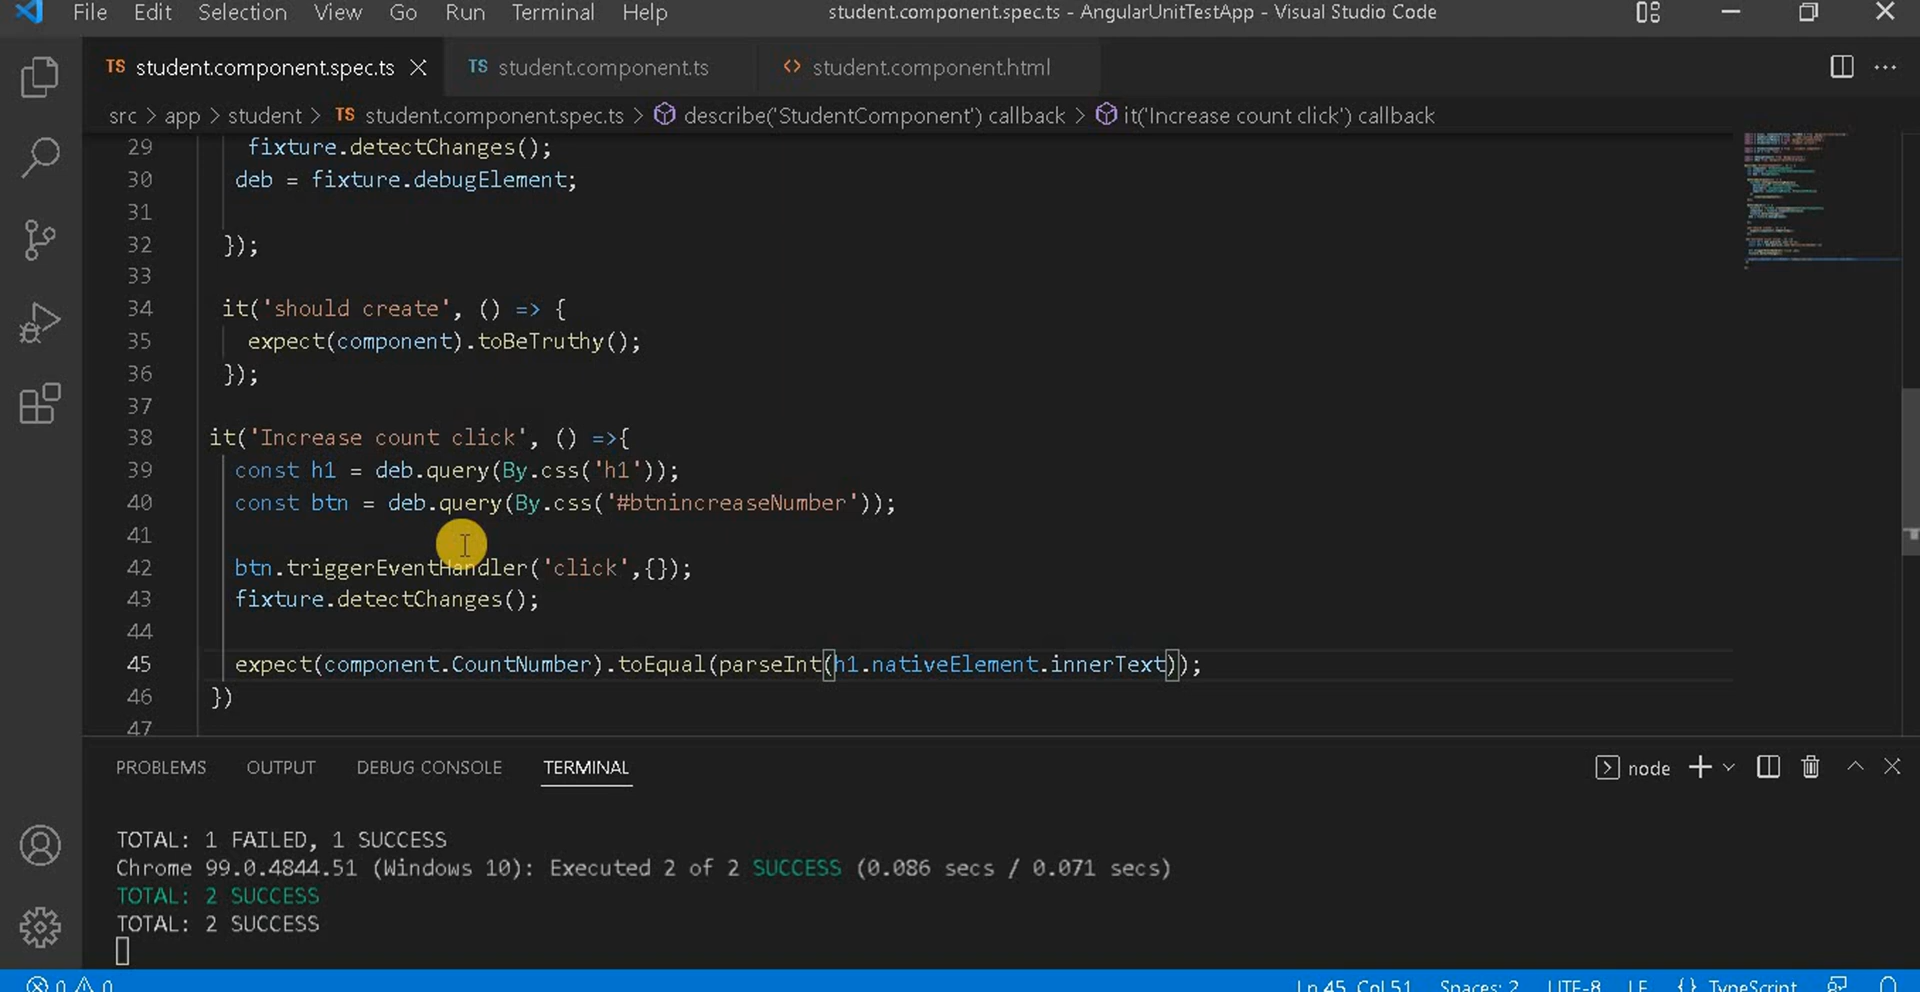 File Edit Selection View Go Run Terminal Help student.component.spec.ts - AngularUnitTestApp - Visual Studio Code
TS student.component.spec.ts TS student.component.ts <> student.component.html
src > app > student > TS student.component.spec.ts > describe('StudentComponent') callback > it('Increase count click') callback
29 fixture.detectChanges();
30 deb = fixture.debugElement;
31
32 });
33
34 it('should create', () => {
35 expect(component).toBeTruthy();
36 });
37
38 it('Increase count click', () =>{
39 const h1 = deb.query(By.css('h1'));
40 const btn = deb.query(By.css('#btnincreaseNumber'));
41
42 btn.triggerEventHandler('click',{});
43 fixture.detectChanges();
44
45 expect(component.CountNumber).toEqual(parseInt(h1.nativeElement.innerText));
46 })
47
PROBLEMS OUTPUT DEBUG CONSOLE TERMINAL node
TOTAL: 1 FAILED, 1 SUCCESS
Chrome 99.0.4844.51 (Windows 10): Executed 2 of 2 SUCCESS (0.086 secs / 0.071 secs)
TOTAL: 2 SUCCESS
TOTAL: 2 SUCCESS
0 0 Ln 45, Col 51 Spaces: 2 UTF-8 LF {} TypeScript